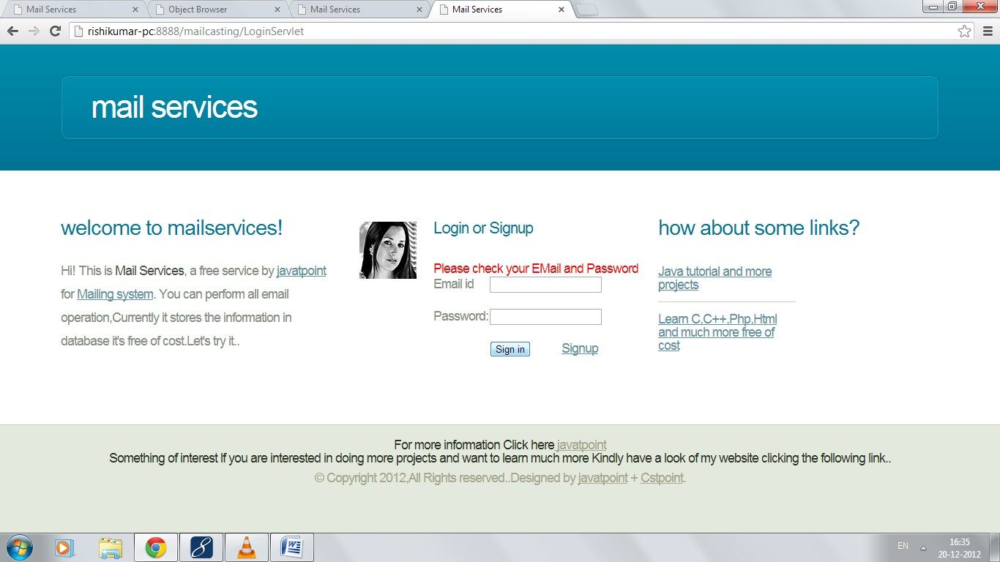 Mail Services
Object Browser
Mail Services
Mail Services
rishikumar-pc:8888/mailcasting/LoginServlet
mail services
welcome to mailservices!
Hi! This is Mail Services, a free service by javatpoint
for Mailing system. You can perform all email
operation,Currently it stores the information in
database it's free of cost.Let's try it..
Login or Signup
Please check your EMail and Password
Email id
Password:
Sign in
Signup
how about some links?
Java tutorial and more
projects
Learn C,C++,Php,Html
and much more free of
cost
For more information Click here javatpoint
Something of interest If you are interested in doing more projects and want to learn much more Kindly have a look of my website clicking the following link..
© Copyright 2012,All Rights reserved..Designed by javatpoint + Cstpoint.
EN
16:35
20-12-2012